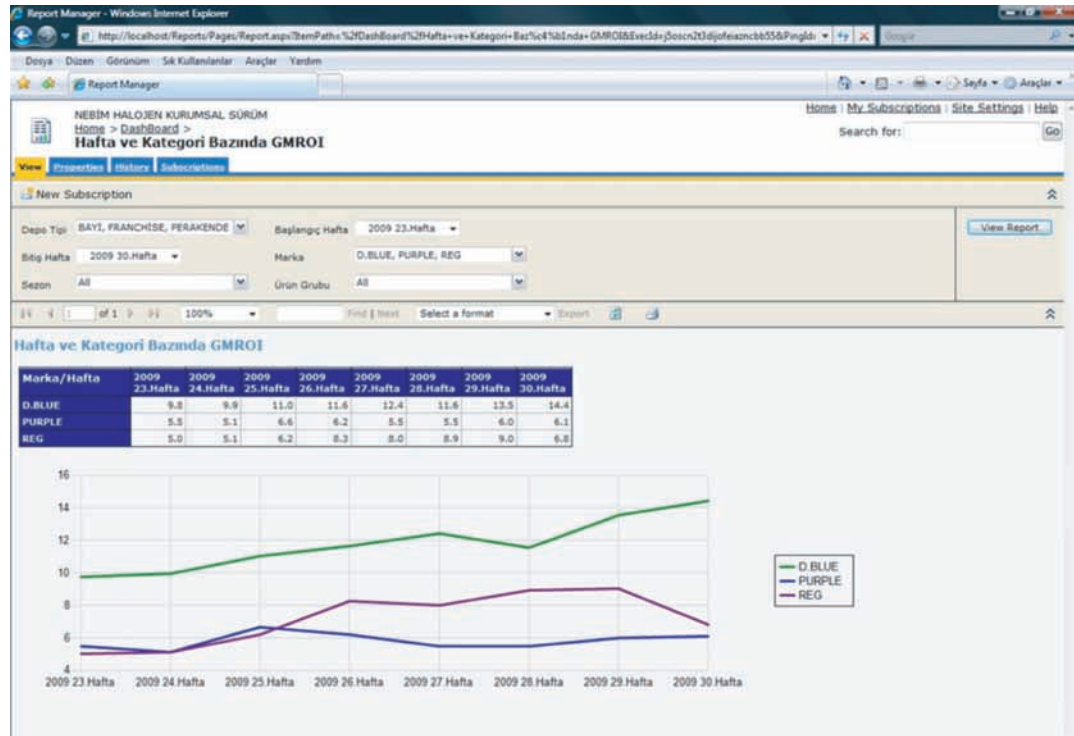 Report Manager - Windows Internet Explorer
Google
Dosya Düzen Görünüm Sık Kullanılanlar Araçlar Yardım
Report Manager
Sayfa Araçlar
NEBİM HALOJEN KURUMSAL SÜRÜM
Home | My Subscriptions | Site Settings | Help
Home > DashBoard >
Hafta ve Kategori Bazında GMROI
Search for: Go
View Properties History Subscriptions
New Subscription
Depo Tipi BAYİ, FRANCHİSE, PERAKENDE Başlangıç Hafta 2009 23.Hafta View Report
Bitiş Hafta 2009 30.Hafta Marka D.BLUE, PURPLE, REG
Sezon All Ürün Grubu All
1 of 1 100% Find | Next Select a format Export
Hafta ve Kategori Bazında GMROI
Marka/Hafta 2009 23.Hafta 2009 24.Hafta 2009 25.Hafta 2009 26.Hafta 2009 27.Hafta 2009 28.Hafta 2009 29.Hafta 2009 30.Hafta
D.BLUE 9.8 9.9 11.0 11.6 12.4 11.6 13.5 14.4
PURPLE 5.5 5.1 6.6 6.2 5.5 5.5 6.0 6.1
REG 5.0 5.1 6.2 8.3 8.0 8.9 9.0 6.8
16
14
12
10
8
6
4
D.BLUE
PURPLE
REG
2009 23.Hafta 2009 24.Hafta 2009 25.Hafta 2009 26.Hafta 2009 27.Hafta 2009 28.Hafta 2009 29.Hafta 2009 30.Hafta